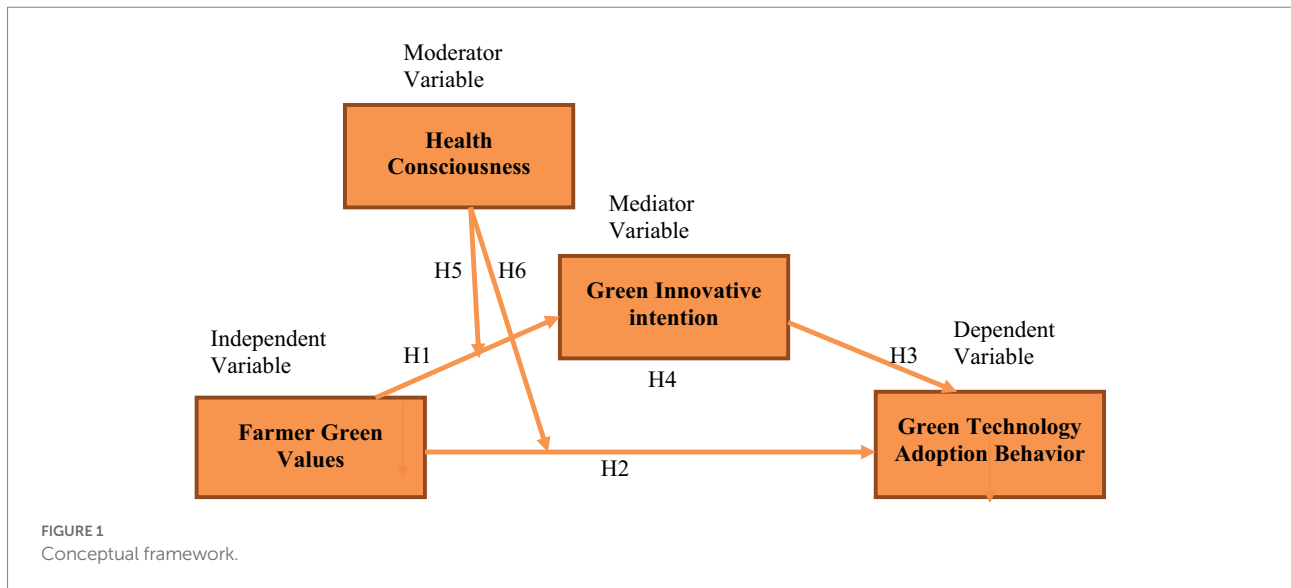 Moderator
Variable
Health
Consciousness
Mediator
Variable
H5
H6
Green Innovative
intention
Independent
Variable
H1
Dependent
Variable
H3
H4
Farmer Green
Values
Green Technology
Adoption Behavior
H2
FIGURE 1
Conceptual framework.